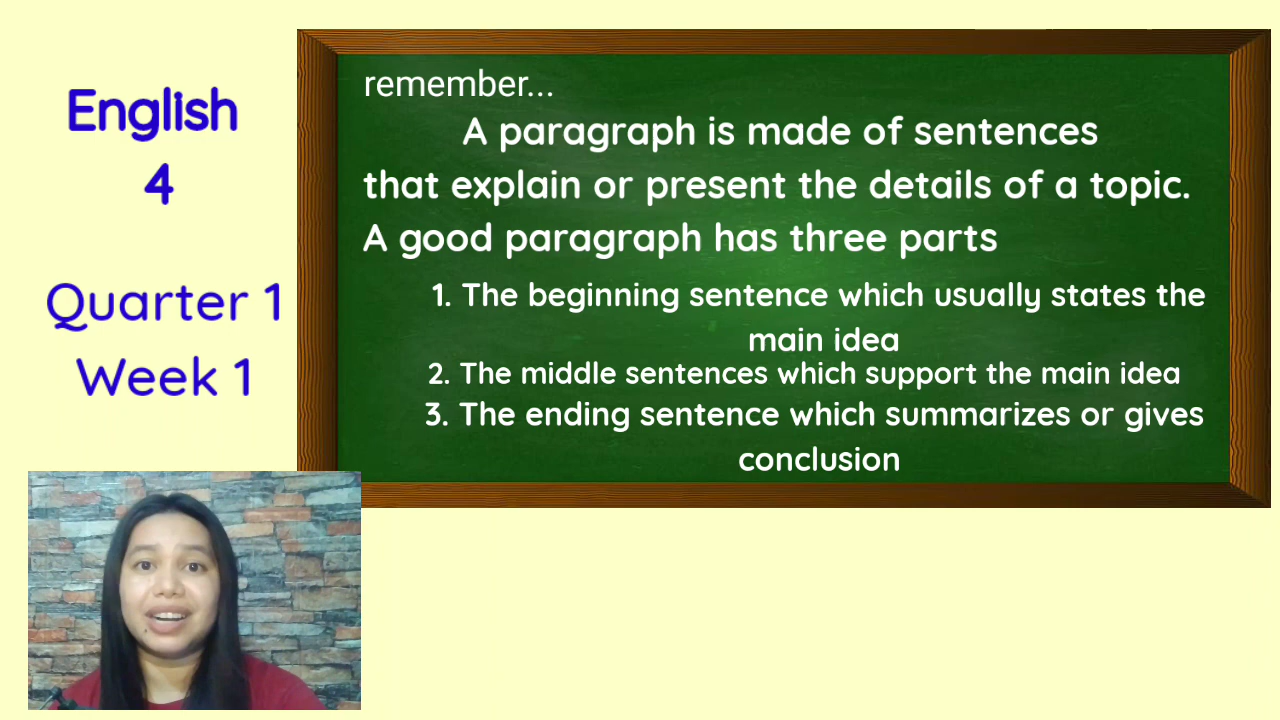 English
4
Quarter 1
Week 1
remember...
A paragraph is made of sentences
that explain or present the details of a topic.
A good paragraph has three parts
1. The beginning sentence which usually states the
main idea
2. The middle sentences which support the main idea
3. The ending sentence which summarizes or gives
conclusion